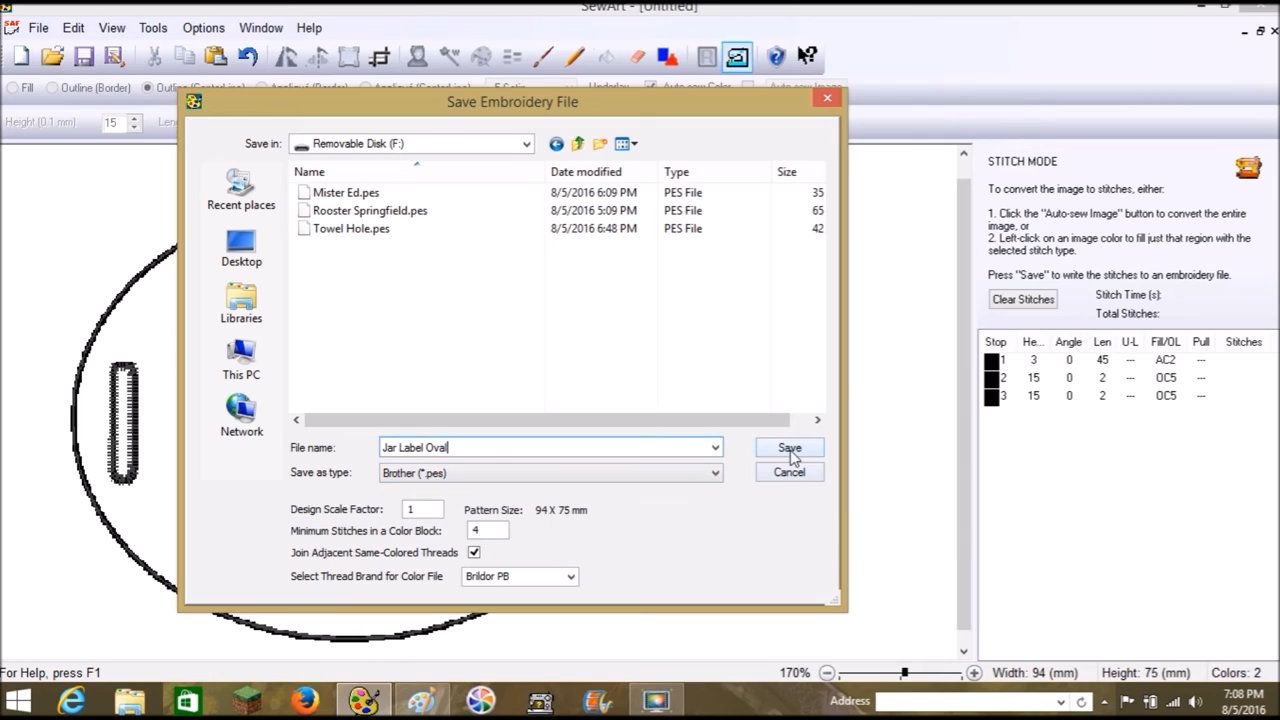 SewArt - [Untitled]
File Edit View Tools Options Window Help
Fill Outline (Border)
Height (0.1 mm) 15
Save Embroidery File
Save in: Removable Disk (F:)
Name Date modified Type Size
Mister Ed.pes 8/5/2016 6:09 PM PES File 35
Rooster Springfield.pes 8/5/2016 5:09 PM PES File 65
Towel Hole.pes 8/5/2016 6:48 PM PES File 42
Recent places
Desktop
Libraries
This PC
Network
File name: Jar Label Oval Save
Save as type: Brother (*.pes) Cancel
Design Scale Factor: 1 Pattern Size: 94 X 75 mm
Minimum Stitches in a Color Block: 4
Join Adjacent Same-Colored Threads
Select Thread Brand for Color File Brildor PB
STITCH MODE
To convert the image to stitches, either:
1. Click the "Auto-sew Image" button to convert the entire
image, or
2. Left-click on an image color to fill just that region with the
selected stitch type.
Press "Save" to write the stitches to an embroidery file.
Clear Stitches Stitch Time (s):
Total Stitches:
Stop He... Angle Len U-L Fill/OL Pull Stitches
1 3 0 45 --- AC2 ---
2 15 0 2 --- OC5 ---
3 15 0 2 --- OC5 ---
For Help, press F1 170% Width: 94 (mm) Height: 75 (mm) Colors: 2
Address 7:08 PM
8/5/2016